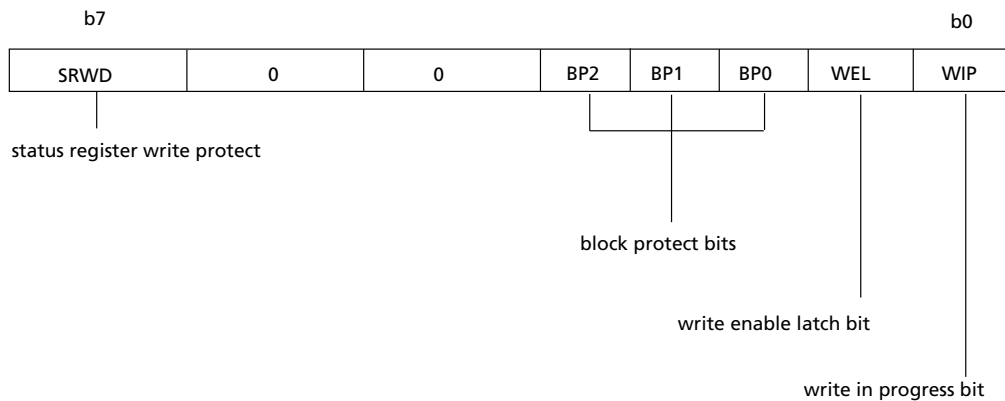 b7 b0
SRWD 0 0 BP2 BP1 BP0 WEL WIP
status register write protect
block protect bits
write enable latch bit
write in progress bit